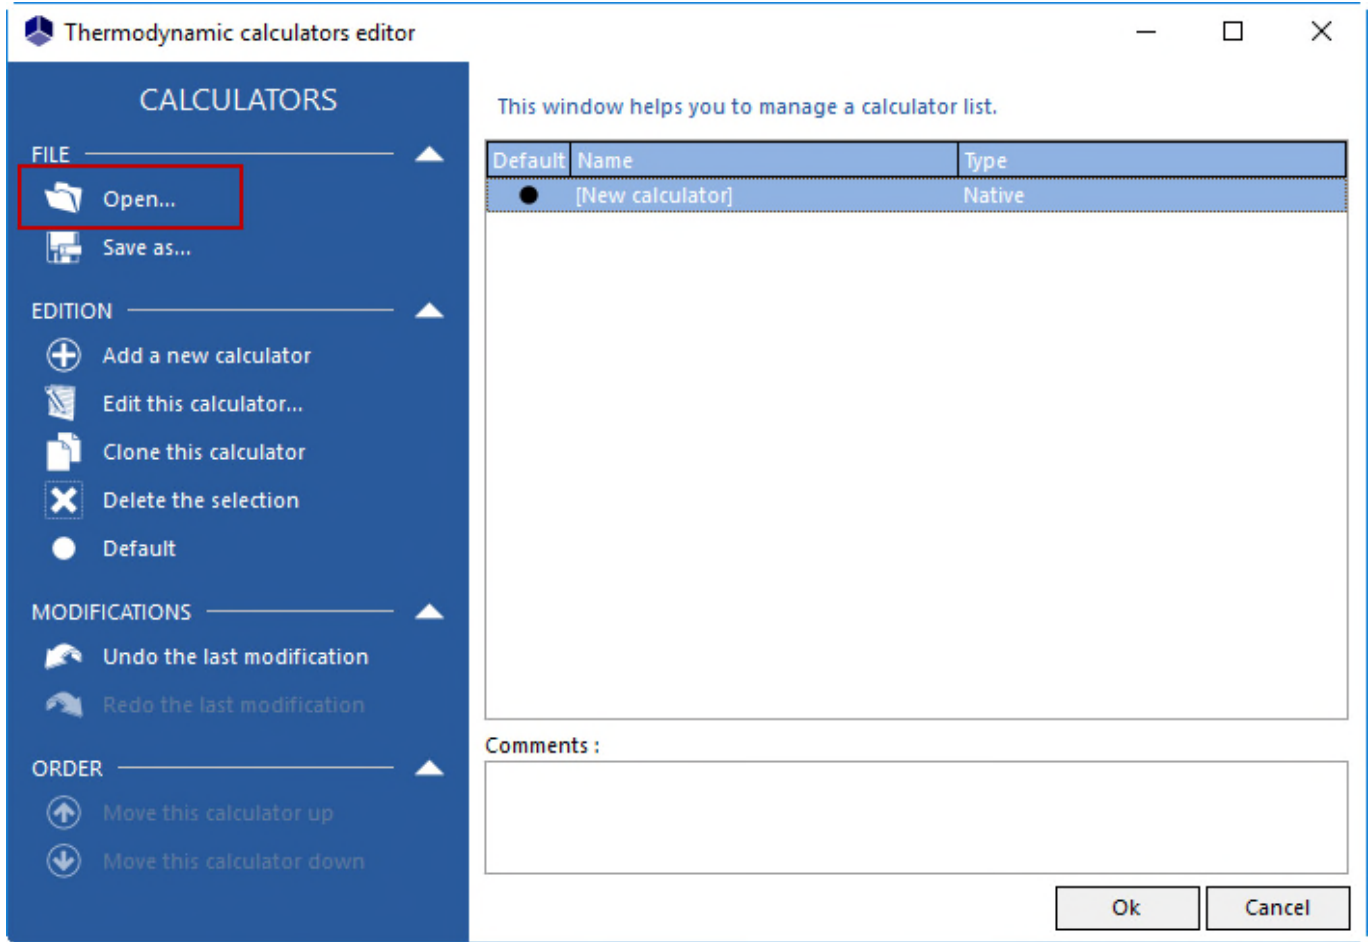 Thermodynamic calculators editor
CALCULATORS
FILE
Open...
Save as...
EDITION
Add a new calculator
Edit this calculator...
Clone this calculator
Delete the selection
Default
MODIFICATIONS
Undo the last modification
Redo the last modification
ORDER
Move this calculator up
Move this calculator down
This window helps you to manage a calculator list.
Default Name Type
[New calculator] Native
Comments :
Ok Cancel